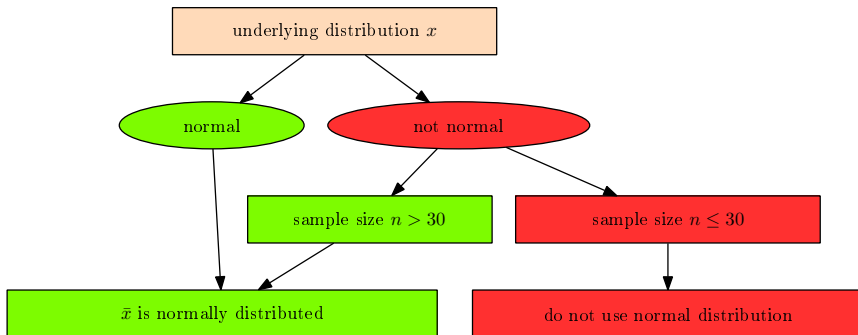 underlying distribution x
normal
not normal
sample size n > 30
sample size n ≤ 30
x̄ is normally distributed
do not use normal distribution